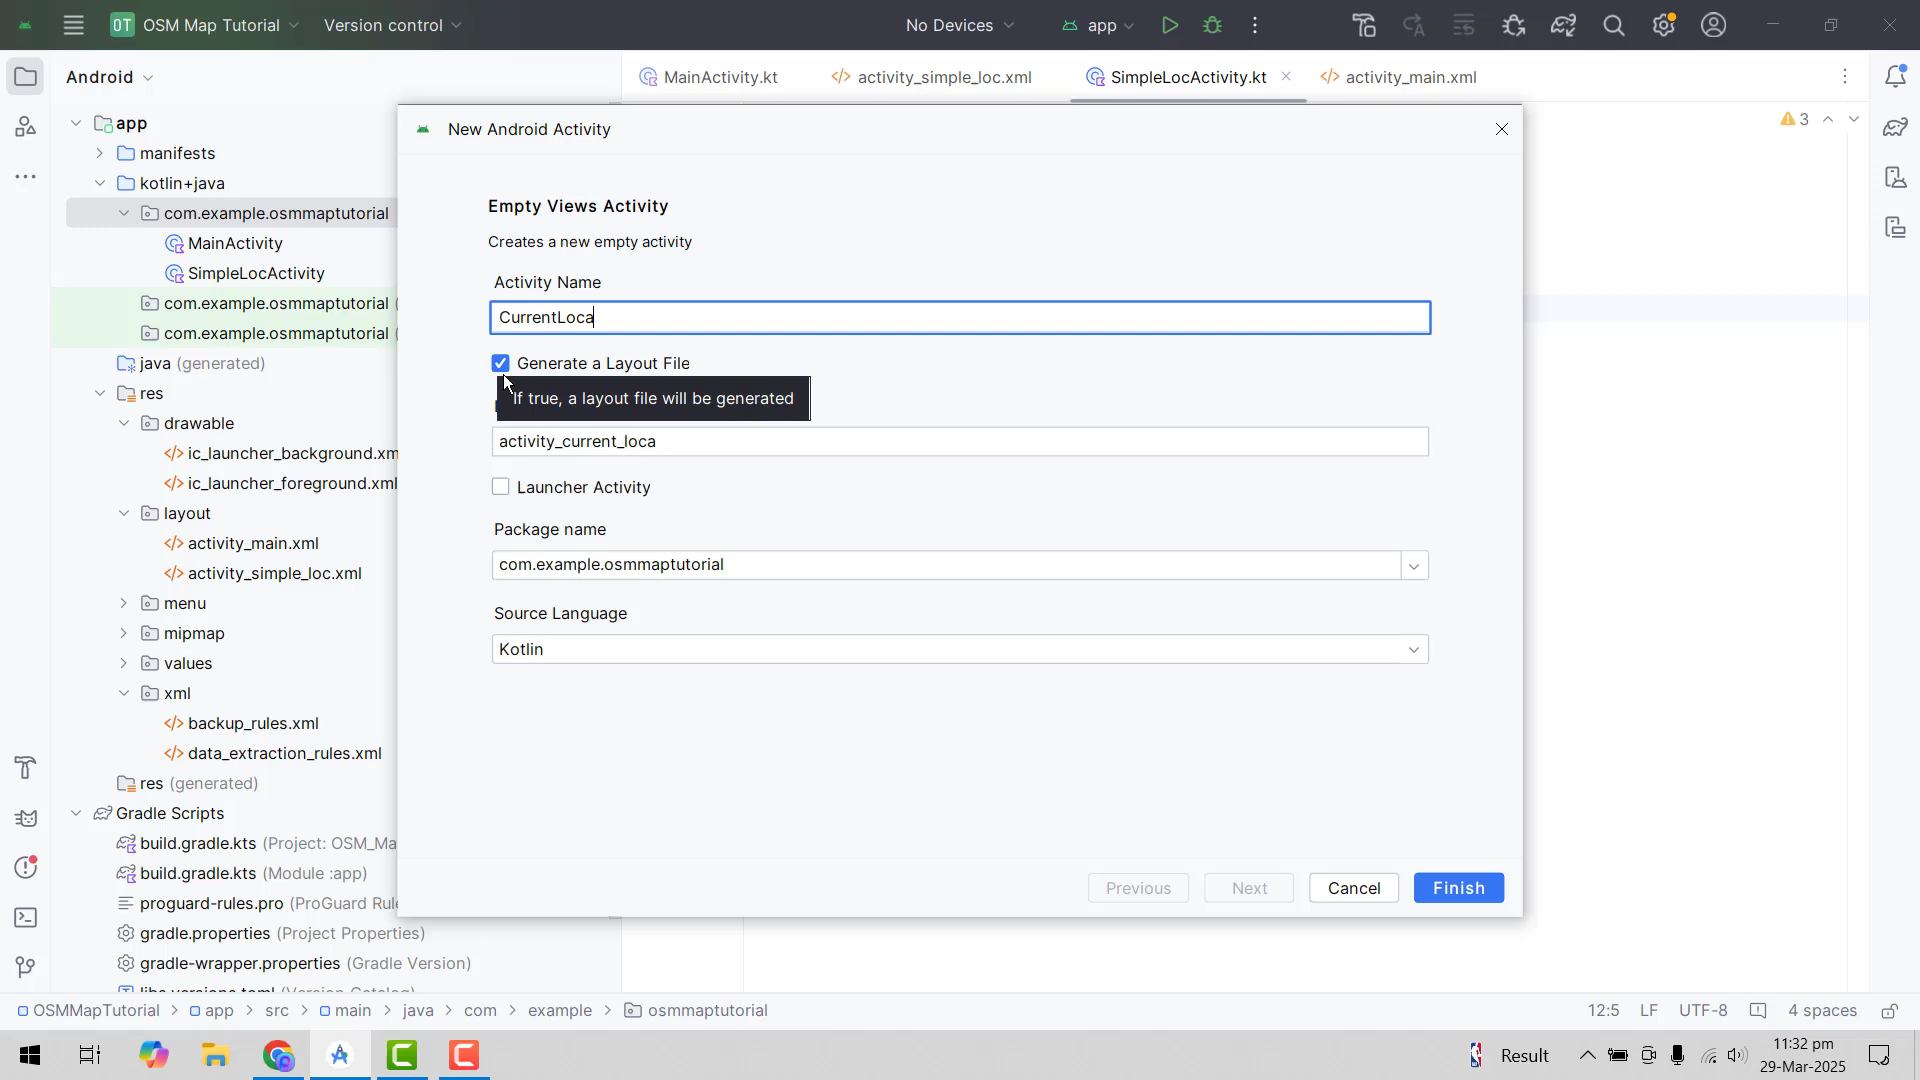 OT OSM Map Tutorial Version control No Devices app
Android
MainActivity.kt activity_simple_loc.xml SimpleLocActivity.kt activity_main.xml
3
app
manifests
kotlin+java
com.example.osmmaptutorial
MainActivity
SimpleLocActivity
com.example.osmmaptutorial (
com.example.osmmaptutorial (
java (generated)
res
drawable
ic_launcher_background.xm
ic_launcher_foreground.xml
layout
activity_main.xml
activity_simple_loc.xml
menu
mipmap
values
xml
backup_rules.xml
data_extraction_rules.xml
res (generated)
Gradle Scripts
build.gradle.kts (Project: OSM_Ma
build.gradle.kts (Module :app)
proguard-rules.pro (ProGuard Rule
gradle.properties (Project Properties)
gradle-wrapper.properties (Gradle Version)
libs.versions.toml (Version Catalog)
New Android Activity
Empty Views Activity
Creates a new empty activity
Activity Name
CurrentLoca
Generate a Layout File
If true, a layout file will be generated
activity_current_loca
Launcher Activity
Package name
com.example.osmmaptutorial
Source Language
Kotlin
Previous Next Cancel Finish
OSMMapTutorial > app > src > main > java > com > example > osmmaptutorial
12:5 LF UTF-8 4 spaces
Result
11:32 pm
29-Mar-2025